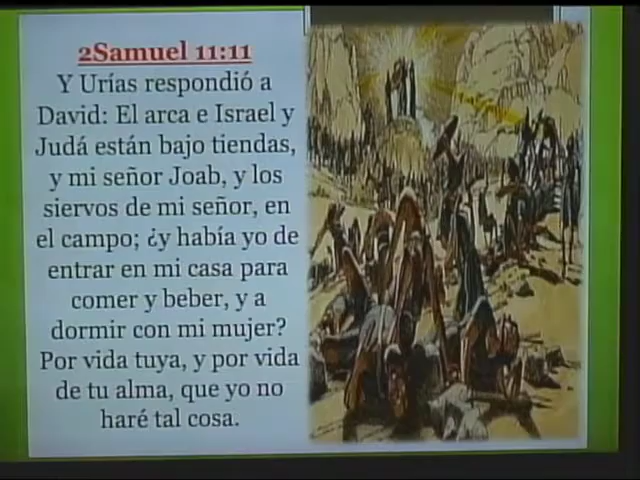 2Samuel 11:11
Y Urías respondió a
David: El arca e Israel y
Judá están bajo tiendas,
y mi señor Joab, y los
siervos de mi señor, en
el campo; ¿y había yo de
entrar en mi casa para
comer y beber, y a
dormir con mi mujer?
Por vida tuya, y por vida
de tu alma, que yo no
haré tal cosa.